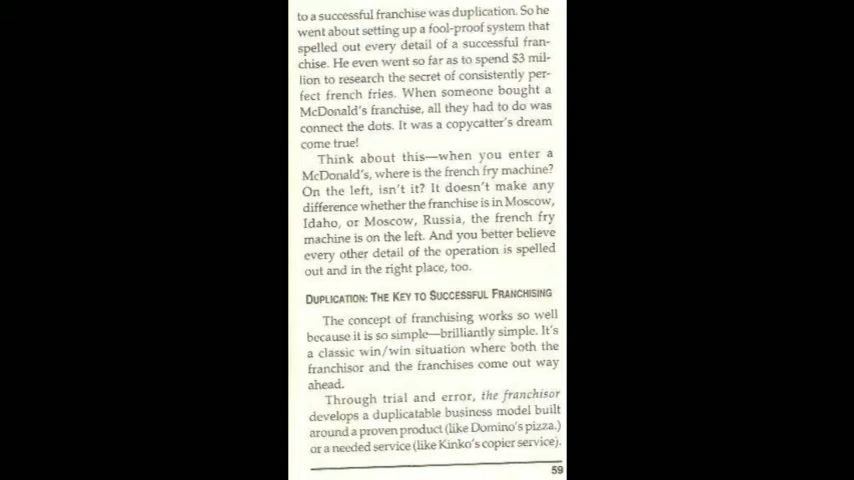 to a successful franchise was duplication. So he
went about setting up a fool-proof system that
spelled out every detail of a successful fran-
chise. He even went so far as to spend $3 mil-
lion to research the secret of consistently per-
fect french fries. When someone bought a
McDonald's franchise, all they had to do was
connect the dots. It was a copycatter's dream
come true!
Think about this—when you enter a
McDonald's, where is the french fry machine?
On the left, isn't it? It doesn't make any
difference whether the franchise is in Moscow,
Idaho, or Moscow, Russia, the french fry
machine is on the left. And you better believe
every other detail of the operation is spelled
out and in the right place, too.
DUPLICATION: THE KEY TO SUCCESSFUL FRANCHISING
The concept of franchising works so well
because it is so simple—brilliantly simple. It's
a classic win/win situation where both the
franchisor and the franchises come out way
ahead.
Through trial and error, the franchisor
develops a duplicatable business model built
around a proven product (like Domino's pizza.)
or a needed service (like Kinko's copier service).
59